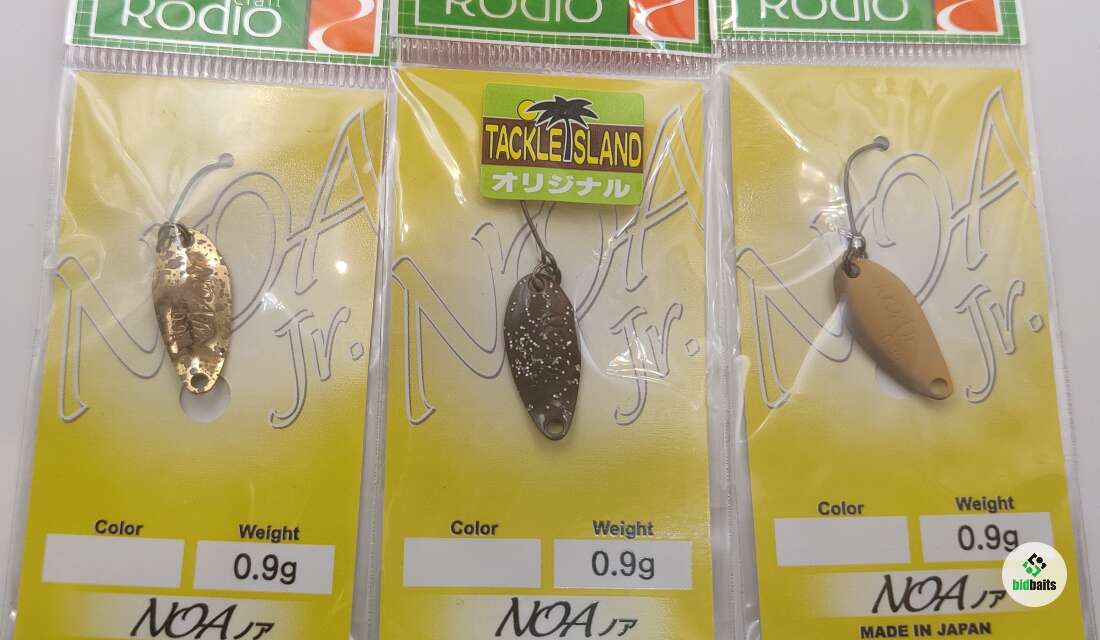 craft
Rodio
Rodio
Rodio
TACKLE ISLAND
オリジナル
NOA
Jr.
NOA
Jr.
NOA
Jr.
Color
Weight
0.9g
Color
Weight
0.9g
Color
Weight
0.9g
NOA ノア
NOA ノア
NOA ノア
MADE IN JAPAN
bidbaits